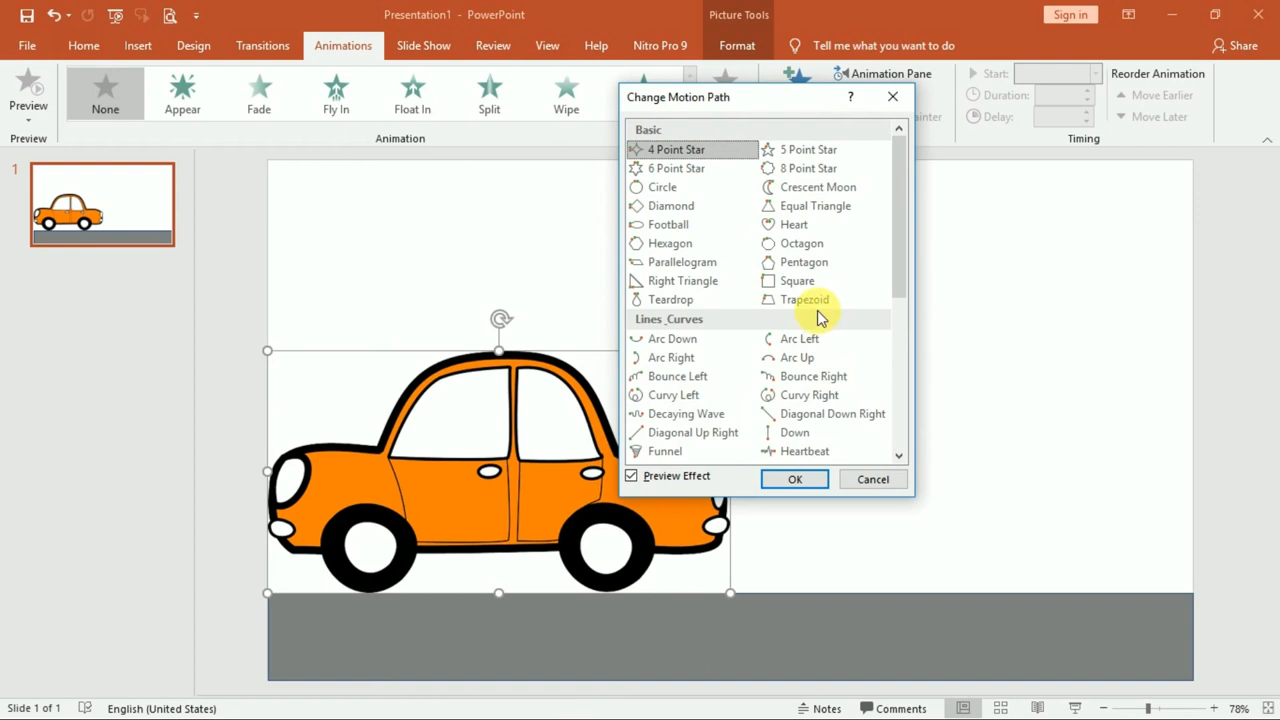 Presentation1 - PowerPoint
Picture Tools
Sign in
File Home Insert Design Transitions Animations Slide Show Review View Help Nitro Pro 9 Format Tell me what you want to do Share
Preview
None Appear Fade Fly In Float In Split Wipe
Animation Pane
Start:
Duration:
Delay:
Reorder Animation
Move Earlier
Move Later
Preview
Animation
Timing
1
Change Motion Path
?
Basic
4 Point Star 5 Point Star
6 Point Star 8 Point Star
Circle Crescent Moon
Diamond Equal Triangle
Football Heart
Hexagon Octagon
Parallelogram Pentagon
Right Triangle Square
Teardrop Trapezoid
Lines_Curves
Arc Down Arc Left
Arc Right Arc Up
Bounce Left Bounce Right
Curvy Left Curvy Right
Decaying Wave Diagonal Down Right
Diagonal Up Right Down
Funnel Heartbeat
Preview Effect OK Cancel
Slide 1 of 1 English (United States) Notes Comments 78%